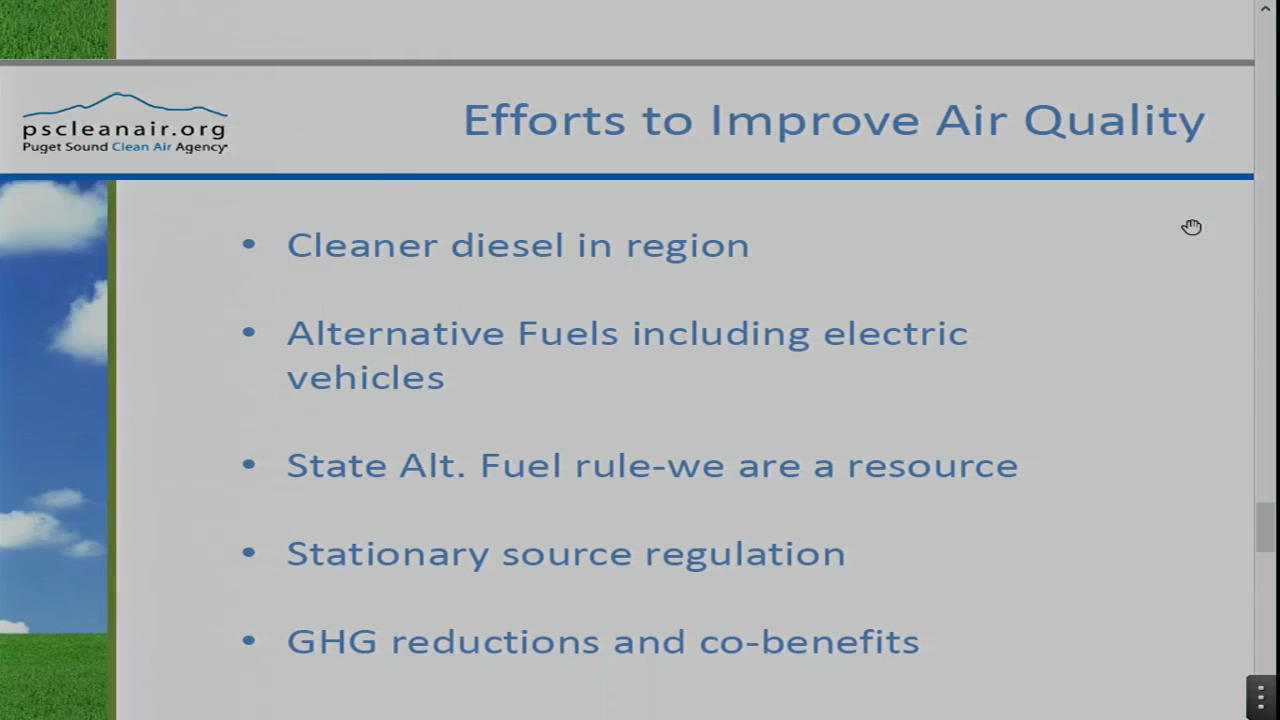 pscleanair.org
Puget Sound Clean Air Agency
Efforts to Improve Air Quality
• Cleaner diesel in region
• Alternative Fuels including electric
vehicles
• State Alt. Fuel rule-we are a resource
• Stationary source regulation
• GHG reductions and co-benefits